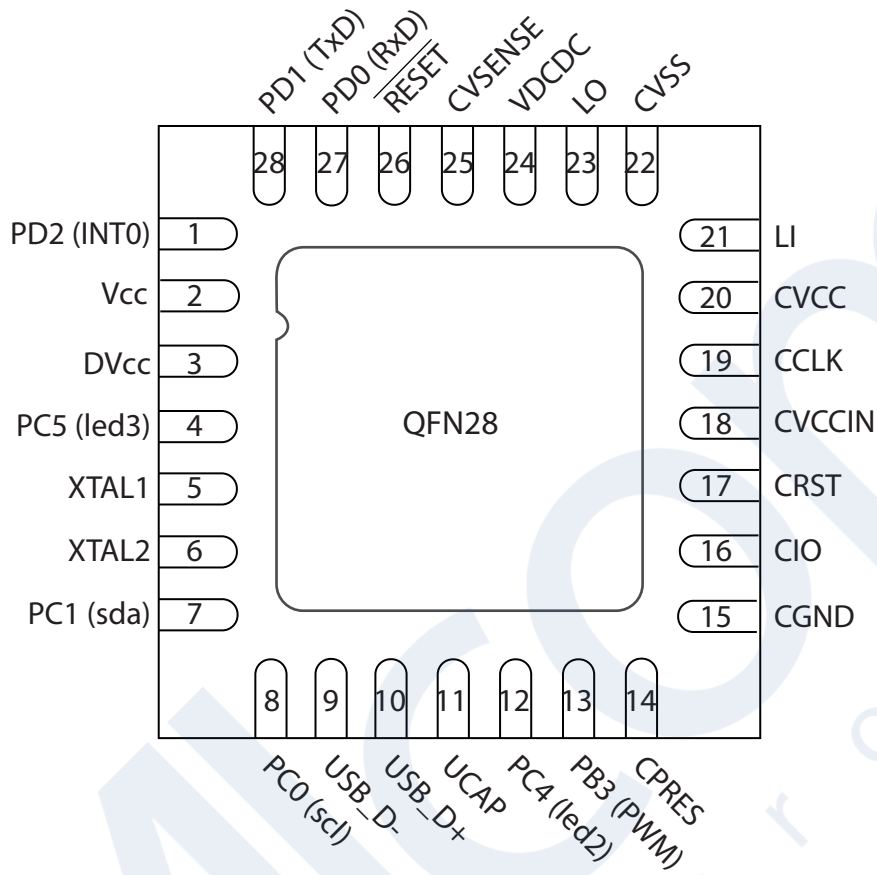 PD1 (TxD)
PD0 (RxD)
RESET
CVSENSE
VDCDC
LO
CVSS
28
27
26
25
24
23
22
PD2 (INT0)
1
21
LI
Vcc
2
20
CVCC
DVcc
3
19
CCLK
PC5 (led3)
4
QFN28
18
CVCCIN
XTAL1
5
17
CRST
XTAL2
6
16
CIO
PC1 (sda)
7
15
CGND
8
9
10
11
12
13
14
PC0 (scl)
USB_D-
USB_D+
UCAP
PC4 (led2)
PB3 (PWM)
CPRES